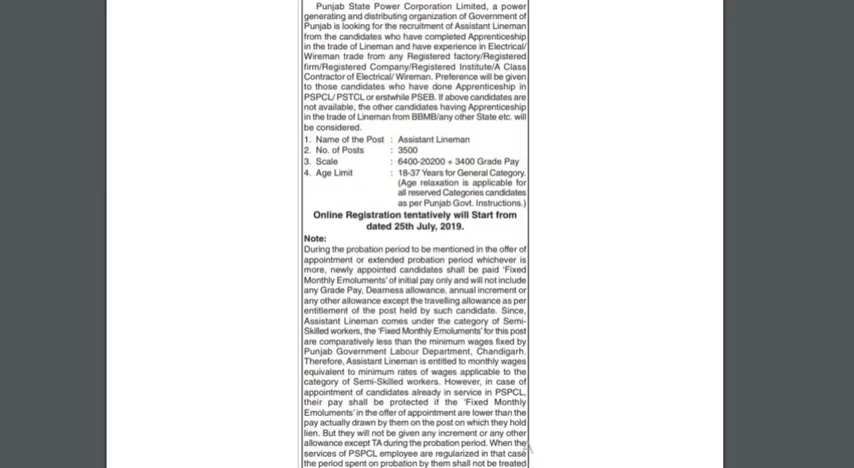 Punjab State Power Corporation Limited, a power
generating and distributing organization of Government of
Punjab is looking for the recruitment of Assistant Lineman
from the candidates who have completed Apprenticeship
in the trade of Lineman and have experience in Electrical/
Wireman trade from any Registered factory/Registered
firm/Registered Company/Registered Institute/A Class
Contractor of Electrical/ Wireman. Preference will be given
to those candidates who have done Apprenticeship in
PSPCL/ PSTCL or erstwhile PSEB. If above candidates are
not available, the other candidates having Apprenticeship
in the trade of Lineman from BBMB/any other State etc. will
be considered.
1. Name of the Post : Assistant Lineman
2. No. of Posts : 3500
3. Scale : 6400-20200 + 3400 Grade Pay
4. Age Limit : 18-37 Years for General Category.
(Age relaxation is applicable for
all reserved Categories candidates
as per Punjab Govt. Instructions.)
Online Registration tentatively will Start from
dated 25th July, 2019.
Note:
During the probation period to be mentioned in the offer of
appointment or extended probation period whichever is
more, newly appointed candidates shall be paid 'Fixed
Monthly Emoluments' of initial pay only and will not include
any Grade Pay, Dearness allowance, annual increment or
any other allowance except the travelling allowance as per
entitlement of the post held by such candidate. Since,
Assistant Lineman comes under the category of Semi-
Skilled workers, the 'Fixed Monthly Emoluments' for this post
are comparatively less than the minimum wages fixed by
Punjab Government Labour Department, Chandigarh.
Therefore, Assistant Lineman is entitled to monthly wages
equivalent to minimum rates of wages applicable to the
category of Semi-Skilled workers. However, in case of
appointment of candidates already in service in PSPCL,
their pay shall be protected if the 'Fixed Monthly
Emoluments' in the offer of appointment are lower than the
pay actually drawn by them on the post on which they hold
lien. But they will not be given any increment or any other
allowance except TA during the probation period. When the
services of PSPCL employee are regularized in that case
the period spent on probation by them shall not be treated